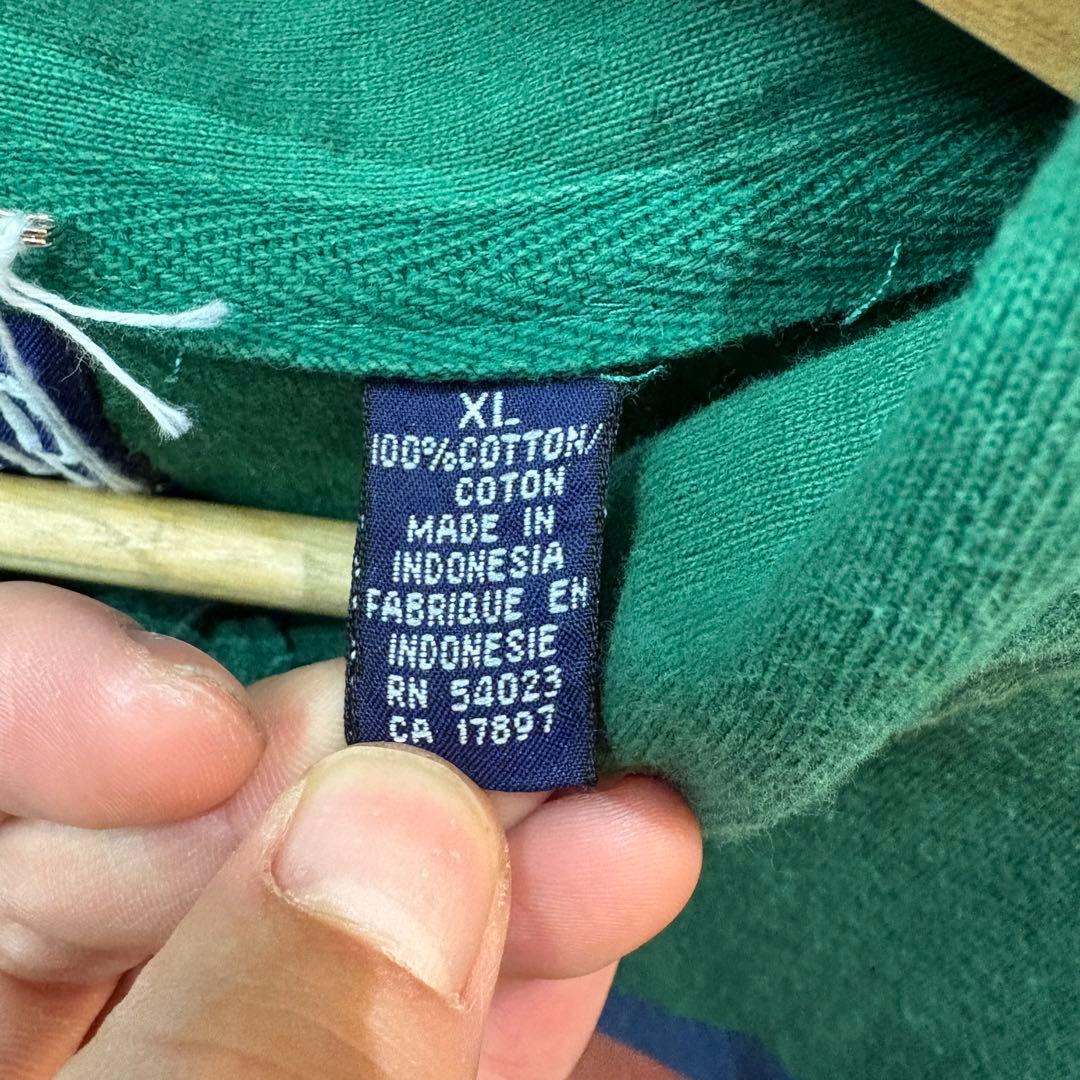 XL
100%COTTON/
COTON
MADE IN
INDONESIA
FABRIQUE EN
INDONESIE
RN 54023
CA 17897